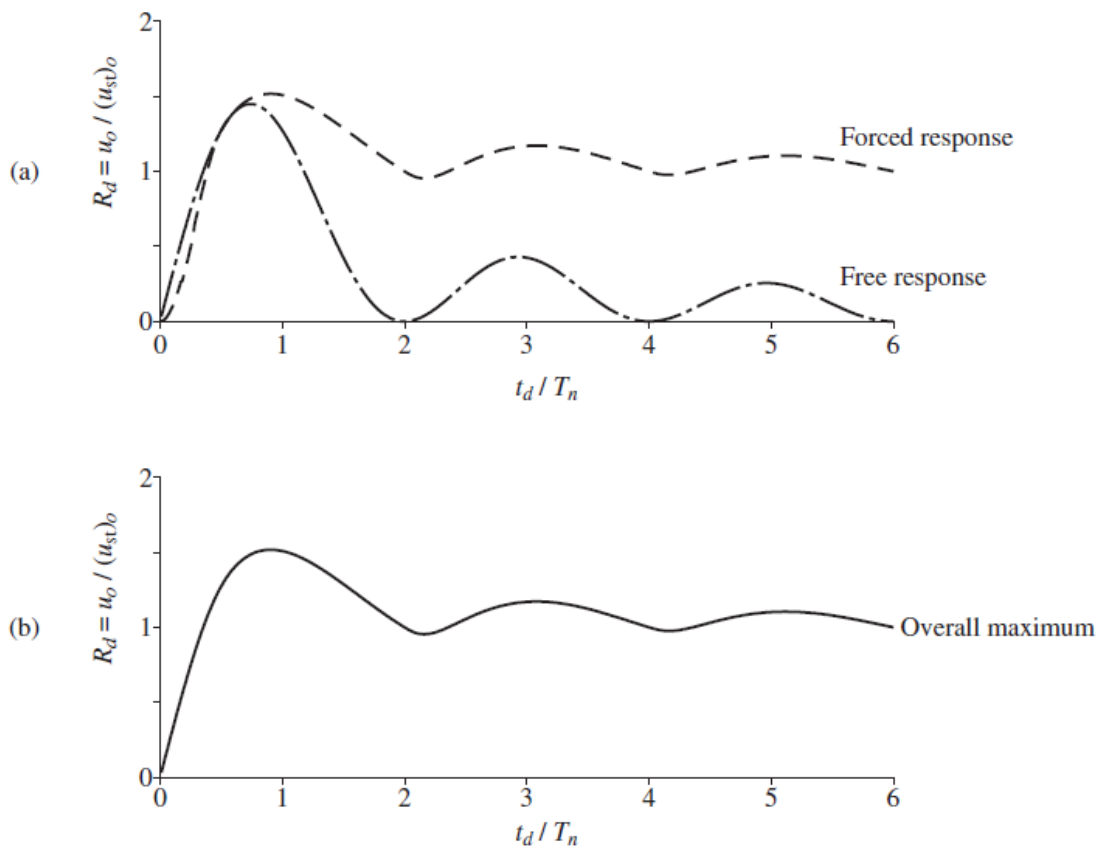 (a)
R_d = u_o / (u_st)_o
2
1
0
Forced response
Free response
0 1 2 3 4 5 6
t_d / T_n
(b)
R_d = u_o / (u_st)_o
2
1
0
Overall maximum
0 1 2 3 4 5 6
t_d / T_n